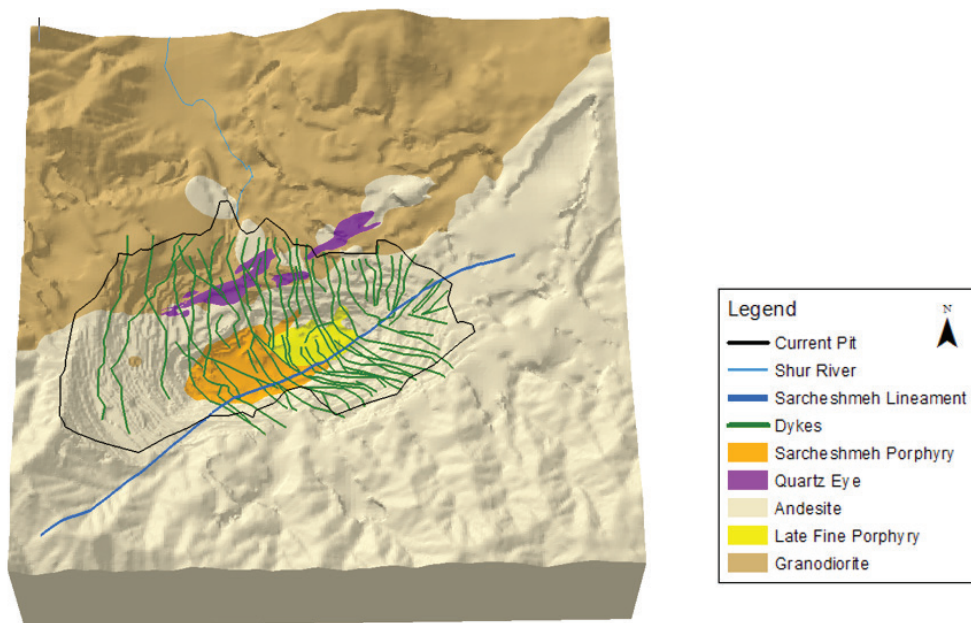 Legend
N
Current Pit
Shur River
Sarcheshmeh Lineament
Dykes
Sarcheshmeh Porphyry
Quartz Eye
Andesite
Late Fine Porphyry
Granodiorite